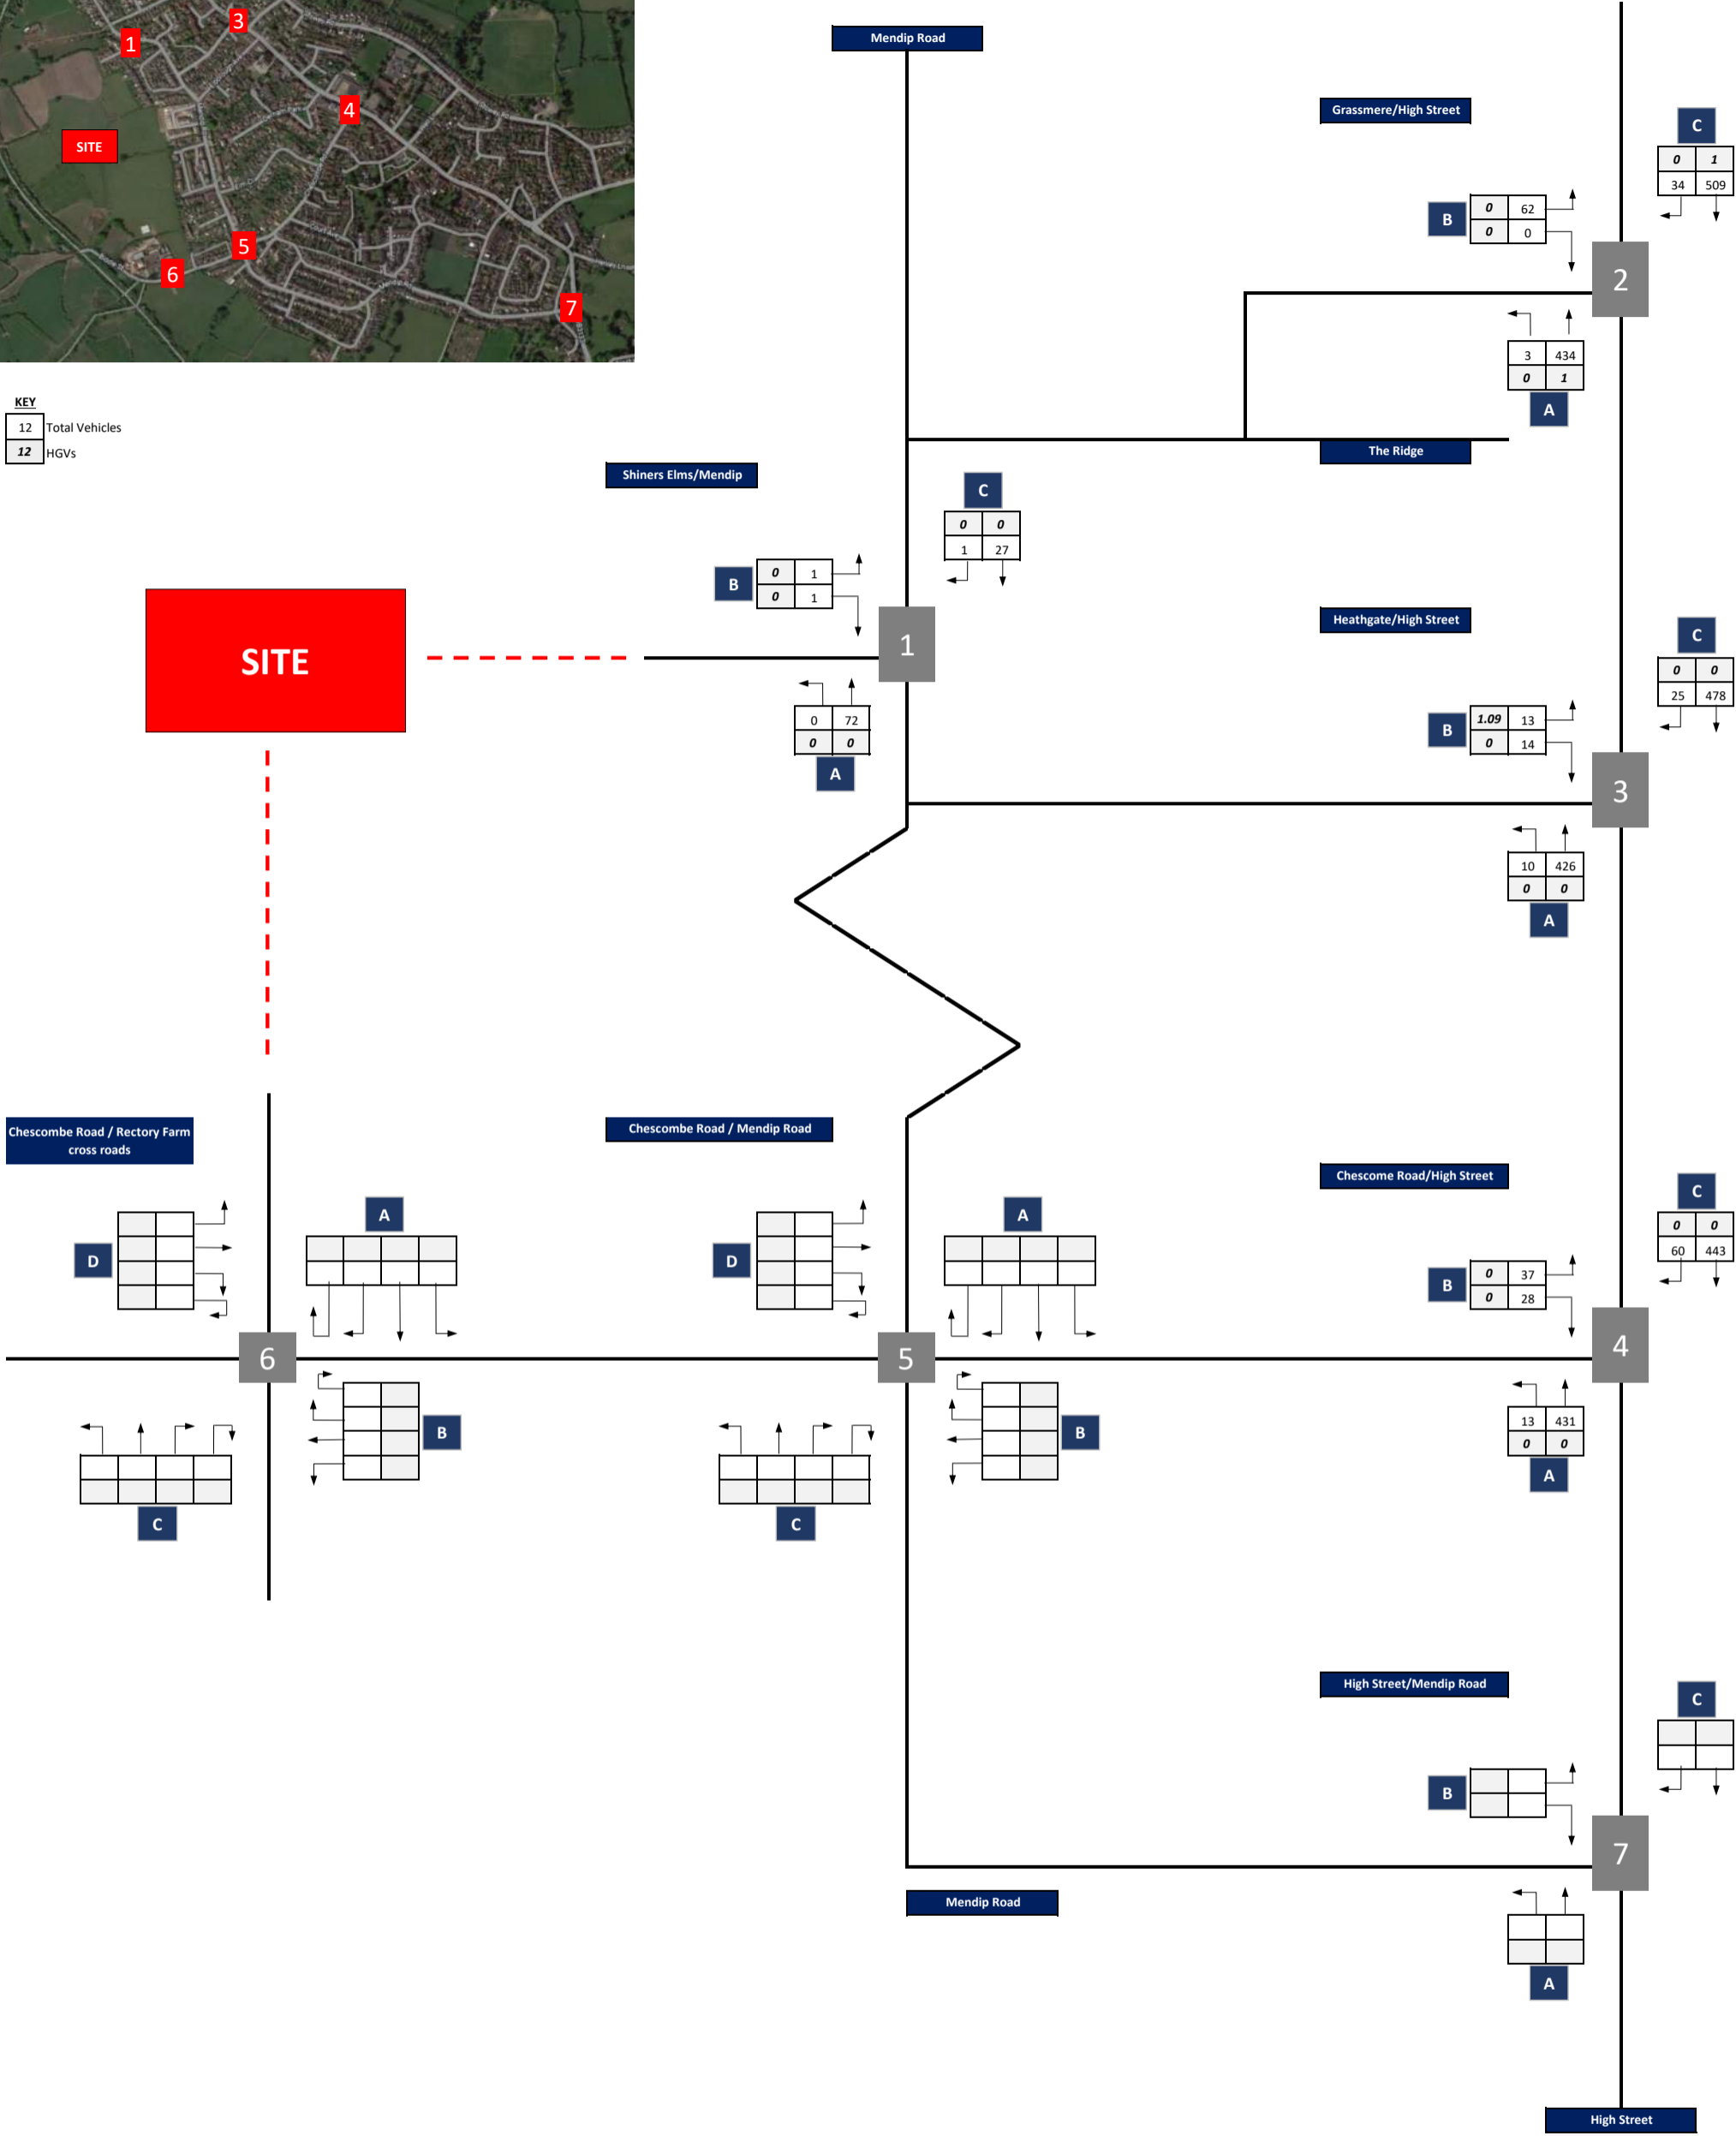 3
1
4
SITE
5
6
7
KEY
12 Total Vehicles
12 HGVs
Mendip Road
Grassmere/High Street
C
0 1
34 509
B
0 62
0 0
2
3 434
0 1
A
The Ridge
Shiners Elms/Mendip
C
0 0
1 27
B
0 1
0 1
1
SITE
0 72
0 0
A
Heathgate/High Street
C
0 0
25 478
B
1.09 13
0 14
3
10 426
0 0
A
Chescombe Road / Rectory Farm
cross roads
D
A
6
B
C
Chescombe Road / Mendip Road
D
A
5
B
C
Chescome Road/High Street
C
0 0
60 443
B
0 37
0 28
4
13 431
0 0
A
High Street/Mendip Road
C
B
7
A
Mendip Road
High Street